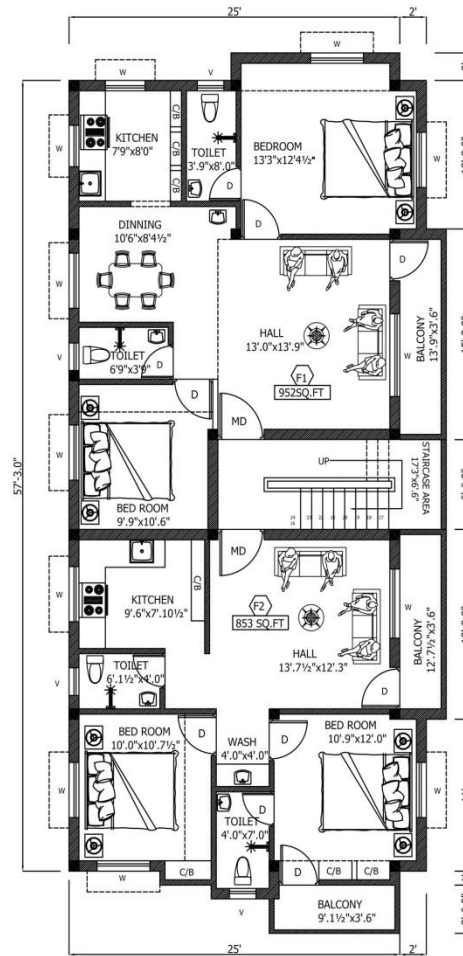 25'
2'
W
V
W
KITCHEN
7'9"x8'0"
C/B
C/B
C/B
TOILET
3'.9"x8'.0"
D
BEDROOM
13'3"x12'4½"
W
W
D
DINNING
10'6"x8'4½"
W
D
HALL
13'.0"x13'.9"
F1
952SQ.FT
W
BALCONY
13'.9"x3'.6"
V
TOILET
6'9"x3'9"
D
D
MD
57'-3.0"
W
BED ROOM
9'.9"x10'.6"
UP
STAIRCASE AREA
17'3"x6'.6"
MD
W
KITCHEN
9'.6"x7'.10½"
C/B
F2
853 SQ.FT
W
HALL
13'.7½"x12'.3"
BALCONY
12'.7½"x3'.6"
V
TOILET
6'.1½"x4'.0"
D
D
BED ROOM
10'.0"x10'.7½"
D
WASH
4'.0"x4'.0"
D
BED ROOM
10'.9"x12'.0"
W
W
TOILET
4'.0"x7'.0"
D
C/B
D
C/B
C/B
W
V
BALCONY
9'.1½"x3'.6"
25'
2'